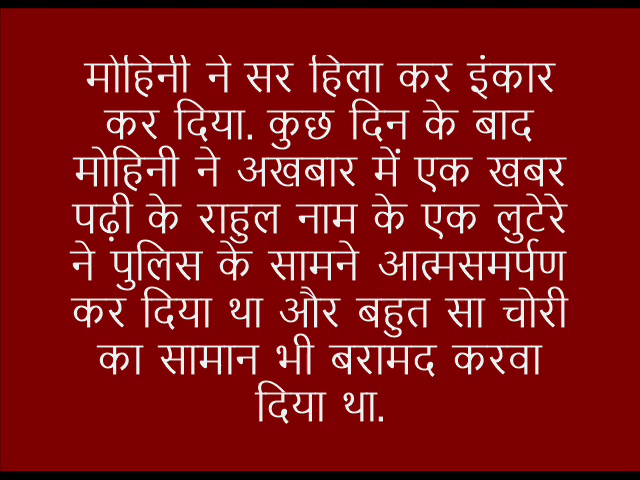 मोहिनी ने सर हिला कर इंकार
कर दिया. कुछ दिन के बाद
मोहिनी ने अखबार में एक खबर
पढ़ी के राहुल नाम के एक लुटेरे
ने पुलिस के सामने आत्मसमर्पण
कर दिया था और बहुत सा चोरी
का सामान भी बरामद करवा
दिया था.